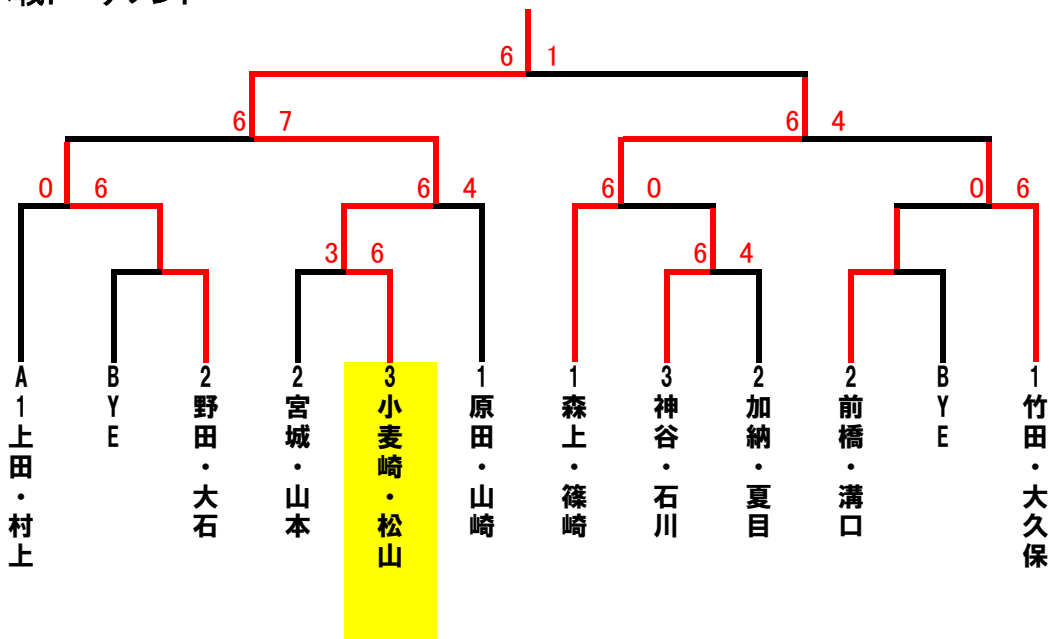 6 1
6 7
6 4
0 6
6 4
6 0
0 6
3 6
6 4
A1上田・村上
BYE
2野田・大石
2宮城・山本
3小麦崎・松山
1原田・山崎
1森上・篠崎
3神谷・石川
2加納・夏目
2前橋・溝口
BYE
1竹田・大久保